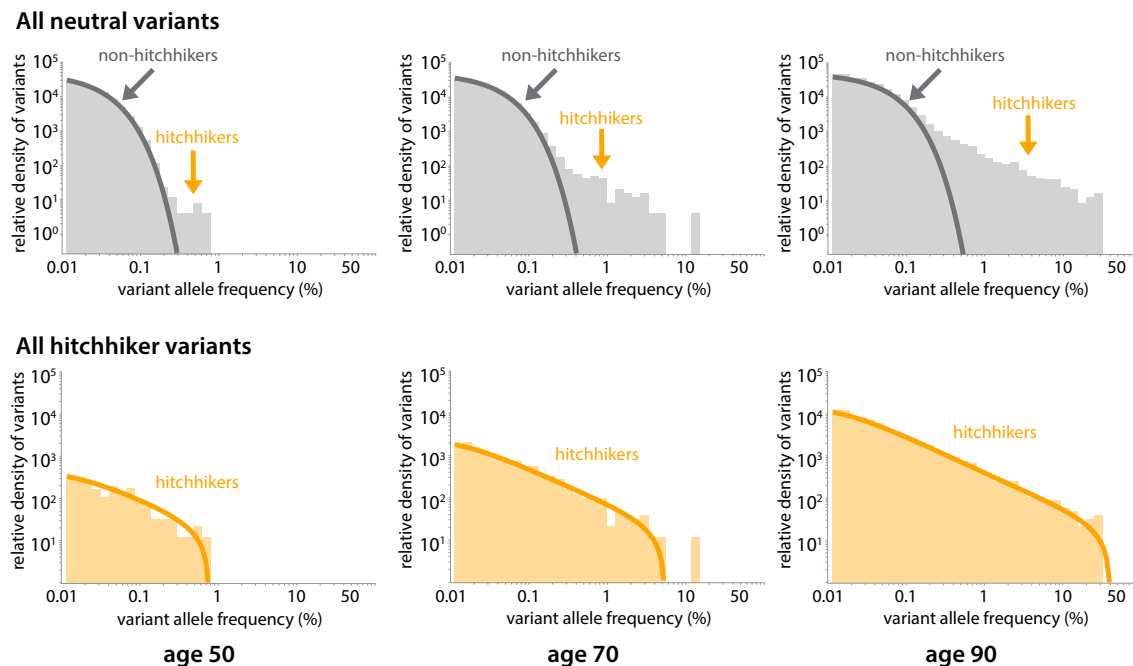 All neutral variants
relative density of variants
10⁵
10⁴
10³
10²
10¹
10⁰
non-hitchhikers
hitchhikers
0.01 0.1 1 10 50
variant allele frequency (%)
relative density of variants
10⁵
10⁴
10³
10²
10¹
10⁰
non-hitchhikers
hitchhikers
0.01 0.1 1 10 50
variant allele frequency (%)
relative density of variants
10⁵
10⁴
10³
10²
10¹
10⁰
non-hitchhikers
hitchhikers
0.01 0.1 1 10 50
variant allele frequency (%)
All hitchhiker variants
relative density of variants
10⁵
10⁴
10³
10²
10¹
hitchhikers
0.01 0.1 1 10 50
variant allele frequency (%)
age 50
relative density of variants
10⁵
10⁴
10³
10²
10¹
hitchhikers
0.01 0.1 1 10 50
variant allele frequency (%)
age 70
relative density of variants
10⁵
10⁴
10³
10²
10¹
hitchhikers
0.01 0.1 1 10 50
variant allele frequency (%)
age 90